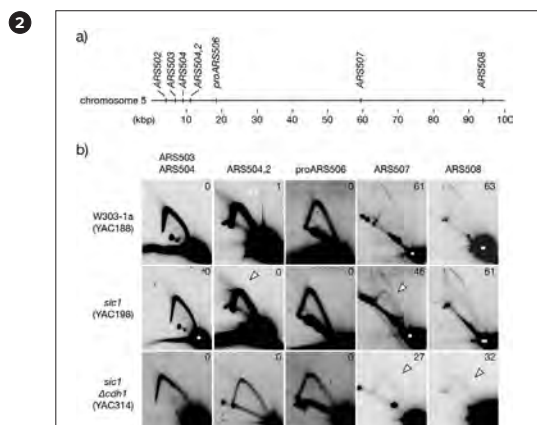 2
a)
ARS502 ARS503 ARS504 ARS504,2 proARS506 ARS507 ARS508
chromosome 5
(kbp) 10 20 30 40 50 60 70 80 90 100
b)
ARS503
ARS504 ARS504,2 proARS506 ARS507 ARS508
W303-1a
(YAC188)
0 1 0 61 63
sic1
(YAC198)
0 0 0 46 61
sic1
Δcdh1
(YAC314)
0 0 0 27 32